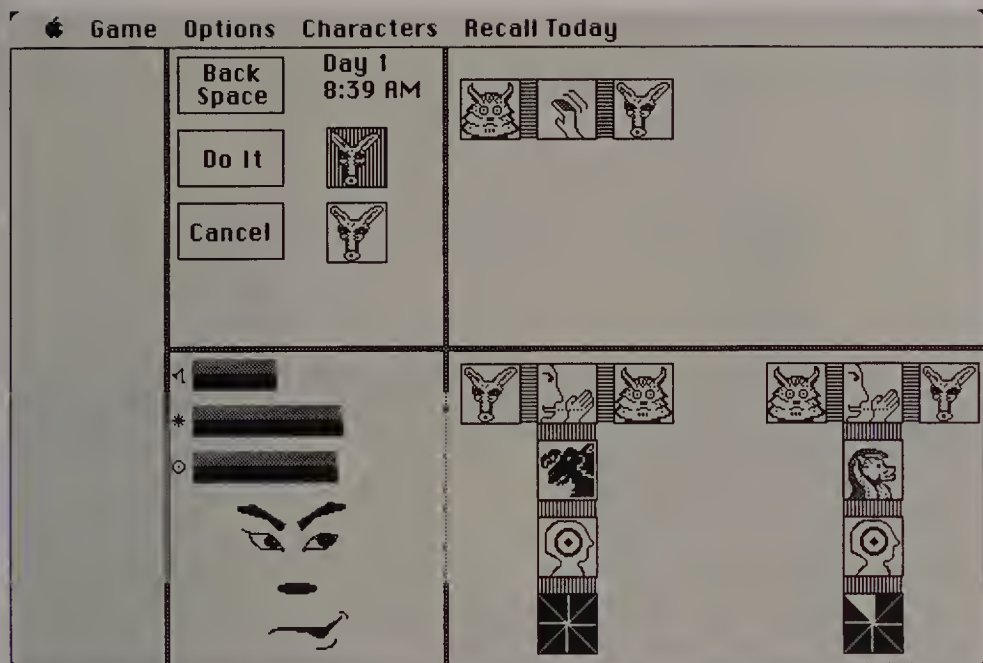 Game Options Characters Recall Today
Back
Space
Day 1
8:39 AM
Do It
Cancel